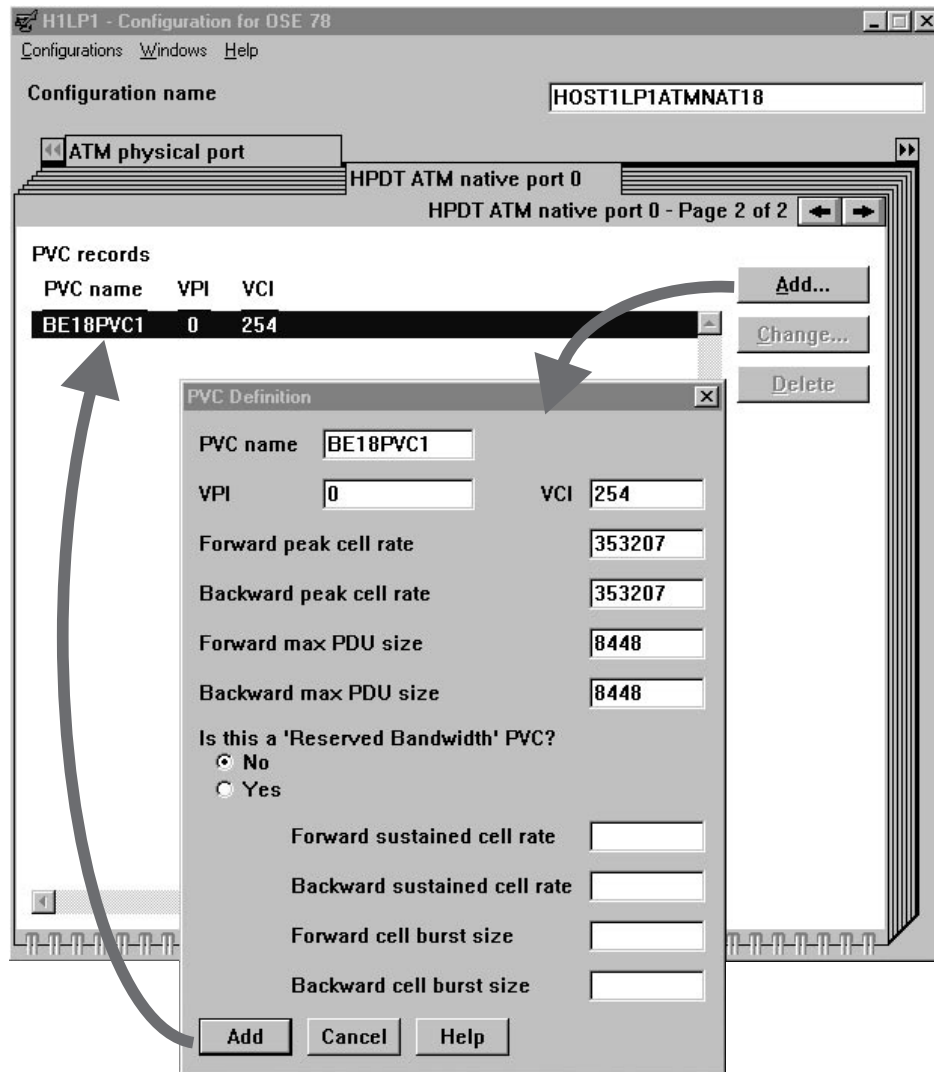 H1LP1 - Configuration for OSE 78
Configurations Windows Help
Configuration name HOST1LP1ATMNAT18
ATM physical port
HPDT ATM native port 0
HPDT ATM native port 0 - Page 2 of 2
PVC records
PVC name VPI VCI
BE18PVC1 0 254
Add...
Change...
Delete
PVC Definition
PVC name BE18PVC1
VPI 0 VCI 254
Forward peak cell rate 353207
Backward peak cell rate 353207
Forward max PDU size 8448
Backward max PDU size 8448
Is this a 'Reserved Bandwidth' PVC?
No
Yes
Forward sustained cell rate
Backward sustained cell rate
Forward cell burst size
Backward cell burst size
Add Cancel Help